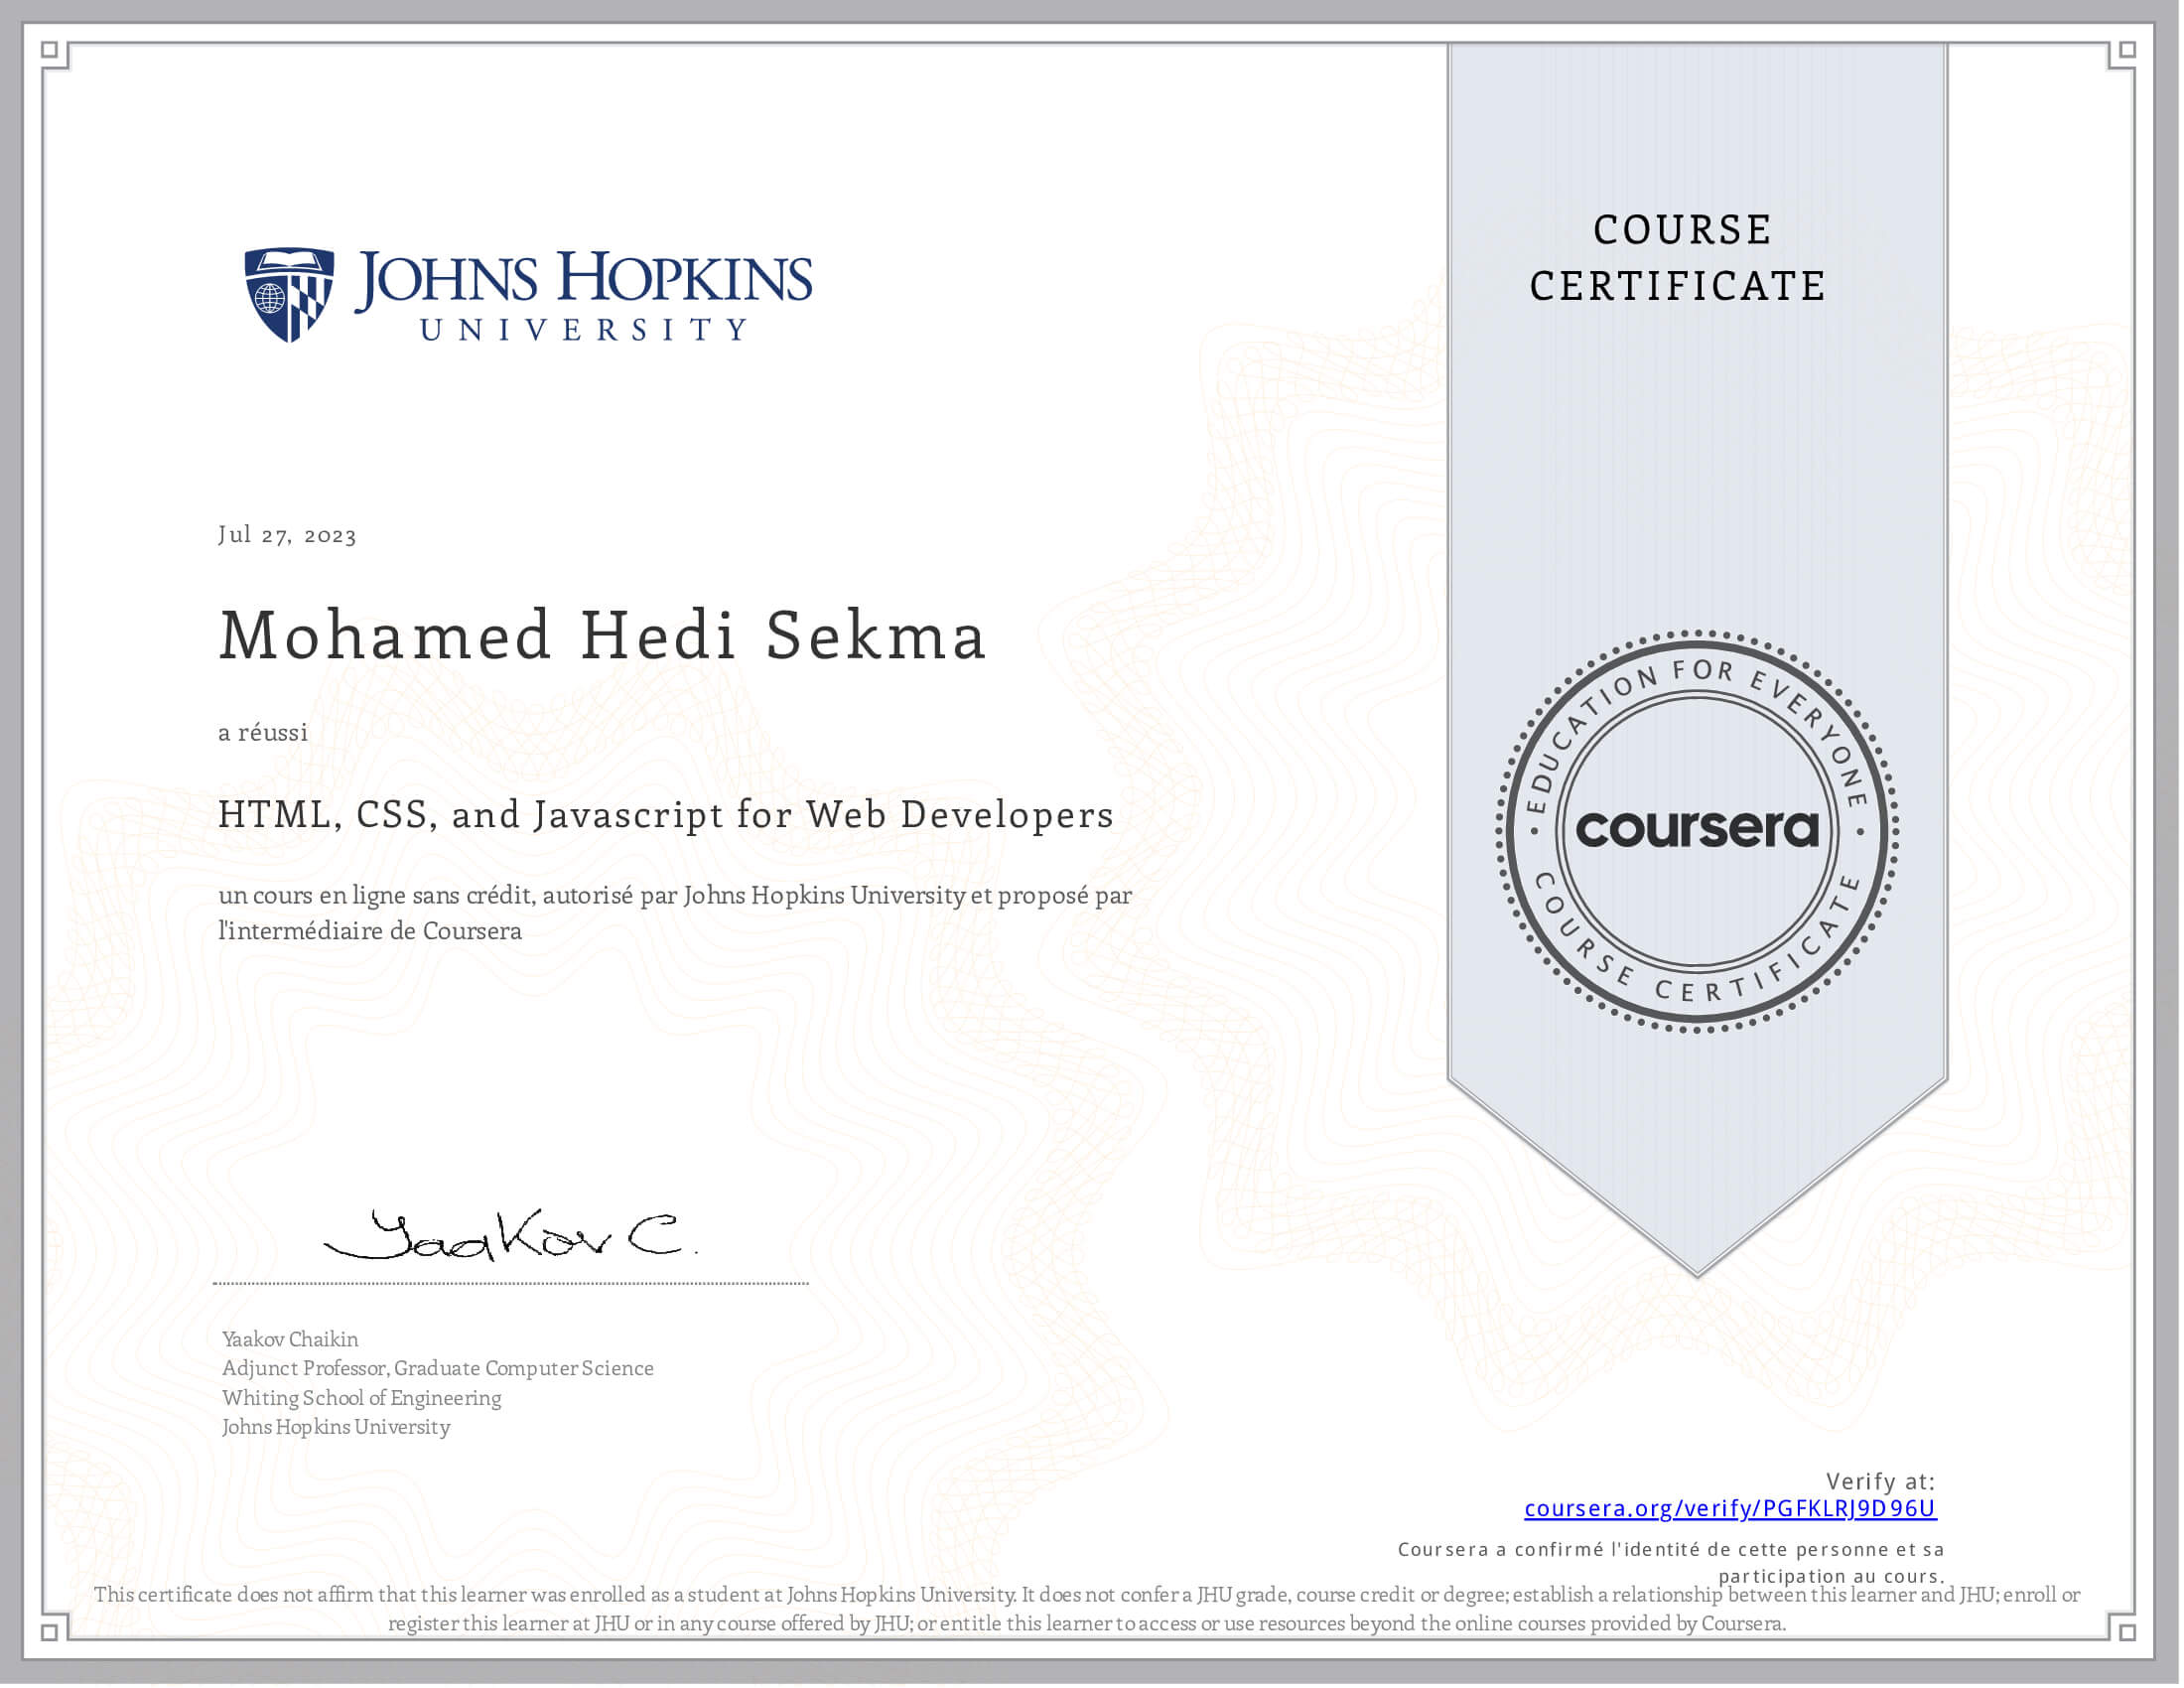 JOHNS HOPKINS
UNIVERSITY
COURSE
CERTIFICATE
Jul 27, 2023
Mohamed Hedi Sekma
a réussi
HTML, CSS, and Javascript for Web Developers
un cours en ligne sans crédit, autorisé par Johns Hopkins University et proposé par
l'intermédiaire de Coursera
EDUCATION FOR EVERYONE
coursera
COURSE CERTIFICATE
Yaakov C.
Yaakov Chaikin
Adjunct Professor, Graduate Computer Science
Whiting School of Engineering
Johns Hopkins University
Verify at:
coursera.org/verify/PGFKLRJ9D96U
Coursera a confirmé l'identité de cette personne et sa
participation au cours.
This certificate does not affirm that this learner was enrolled as a student at Johns Hopkins University. It does not confer a JHU grade, course credit or degree; establish a relationship between this learner and JHU; enroll or
register this learner at JHU or in any course offered by JHU; or entitle this learner to access or use resources beyond the online courses provided by Coursera.